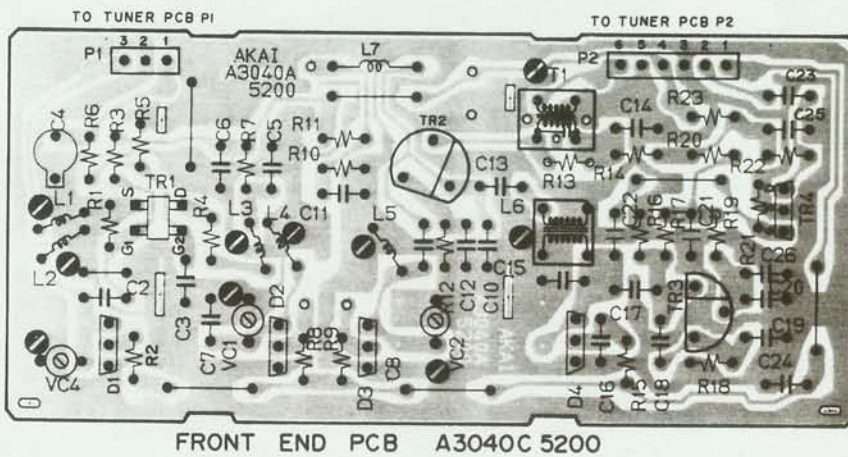 TO TUNER PCB P1
TO TUNER PCB P2
P1
3 2 1
AKAI
A3040A
5200
L7
T1
P2
6 5 4 3 2 1
C23
C4
R6
R3
R5
C6
R7
C5
R11
R10
TR2
C13
R13
C14
R23
R20
R14
R22
C25
L1
R1
S
D
TR1
G1
G2
R4
L2
L3
L4
C11
L5
L6
C22
R16
R17
C21
R19
R21
TR4
C2
C3
C7
D2
R12
C12
C10
C15
C17
TR3
C26
C20
C19
VC4
D1
R2
VC1
R8
R9
D3
C8
VC2
AKAI
D4
C16
R15
C18
R18
C24
FRONT END PCB A3040C 5200